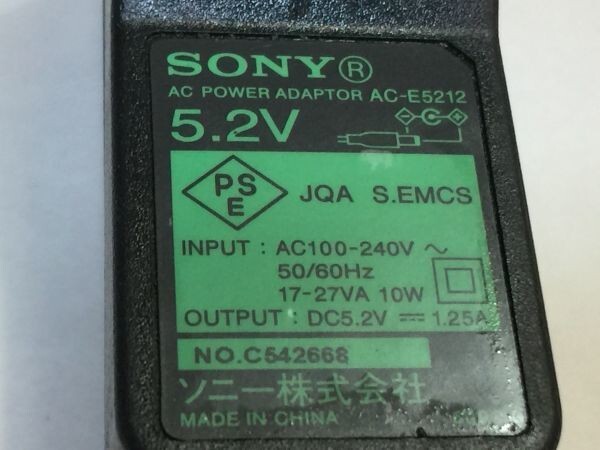 SONY®
AC POWER ADAPTOR AC-E5212
5.2V
PSE JQA S.EMCS
INPUT : AC100-240V ～
50/60Hz
17-27VA 10W
OUTPUT : DC5.2V ⎓ 1.25A
NO.C542668
ソニー株式会社
MADE IN CHINA